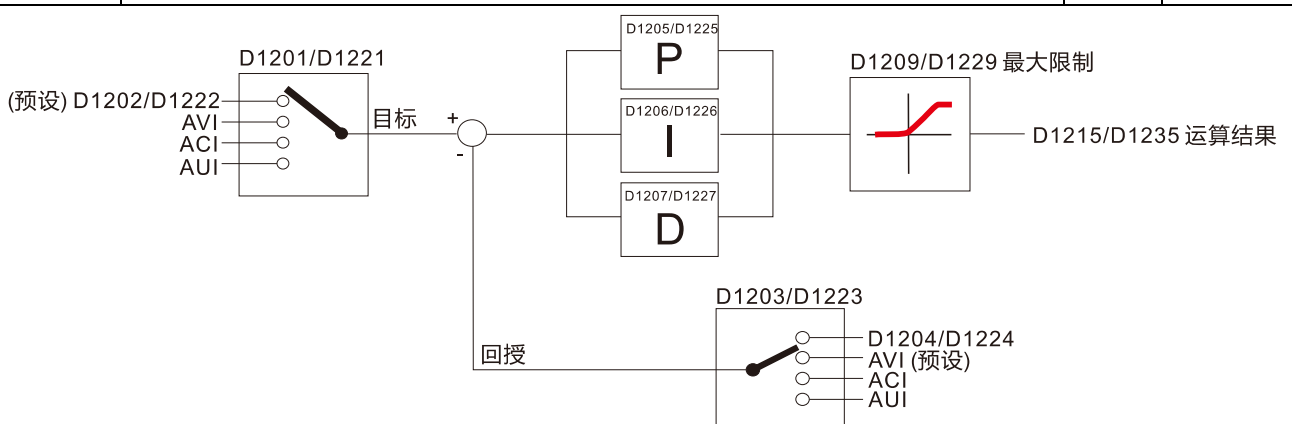 D1201/D1221
(预设) D1202/D1222
AVI
ACI
AUI
目标
+
-
D1205/D1225
P
D1206/D1226
I
D1207/D1227
D
D1209/D1229 最大限制
D1215/D1235 运算结果
回授
D1203/D1223
D1204/D1224
AVI (预设)
ACI
AUI